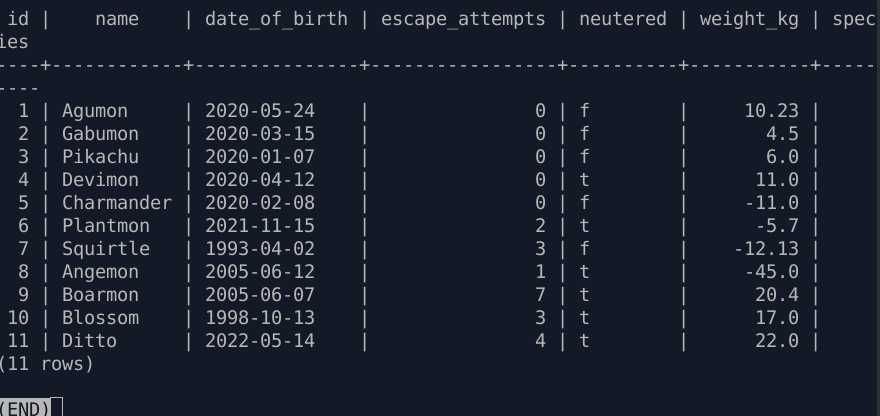 id |    name    | date_of_birth | escape_attempts | neutered | weight_kg | spec
ies
----+------------+---------------+-----------------+----------+-----------+-----
----
  1 | Agumon     | 2020-05-24    |               0 | f        |     10.23 |
  2 | Gabumon    | 2020-03-15    |               0 | f        |       4.5 |
  3 | Pikachu    | 2020-01-07    |               0 | f        |       6.0 |
  4 | Devimon    | 2020-04-12    |               0 | t        |      11.0 |
  5 | Charmander | 2020-02-08    |               0 | f        |     -11.0 |
  6 | Plantmon   | 2021-11-15    |               2 | t        |      -5.7 |
  7 | Squirtle   | 1993-04-02    |               3 | f        |    -12.13 |
  8 | Angemon    | 2005-06-12    |               1 | t        |     -45.0 |
  9 | Boarmon    | 2005-06-07    |               7 | t        |      20.4 |
 10 | Blossom    | 1998-10-13    |               3 | t        |      17.0 |
 11 | Ditto      | 2022-05-14    |               4 | t        |      22.0 |
(11 rows)
(END)